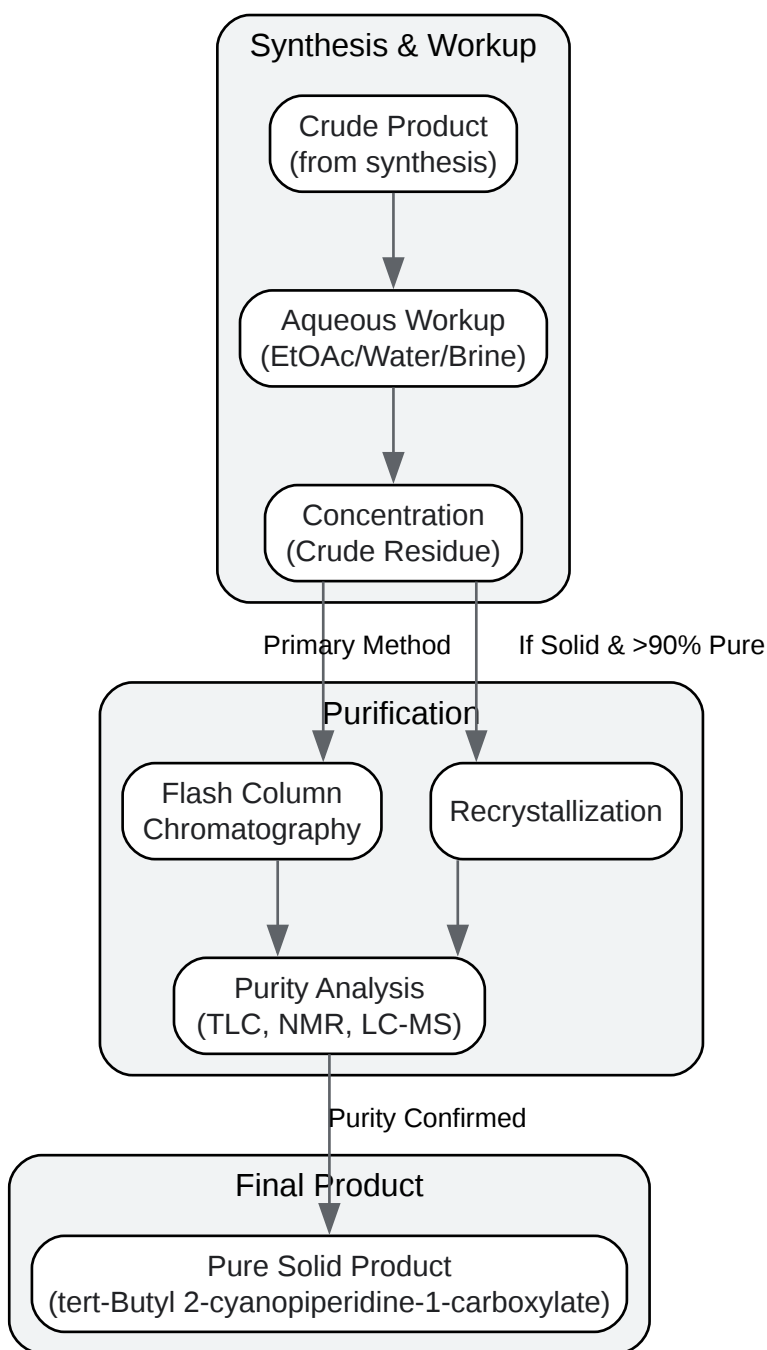 Synthesis & Workup
Crude Product
(from synthesis)
Aqueous Workup
(EtOAc/Water/Brine)
Concentration
(Crude Residue)
Primary Method
If Solid & >90% Pure
Purification
Flash Column
Chromatography
Recrystallization
Purity Analysis
(TLC, NMR, LC-MS)
Purity Confirmed
Final Product
Pure Solid Product
(tert-Butyl 2-cyanopiperidine-1-carboxylate)